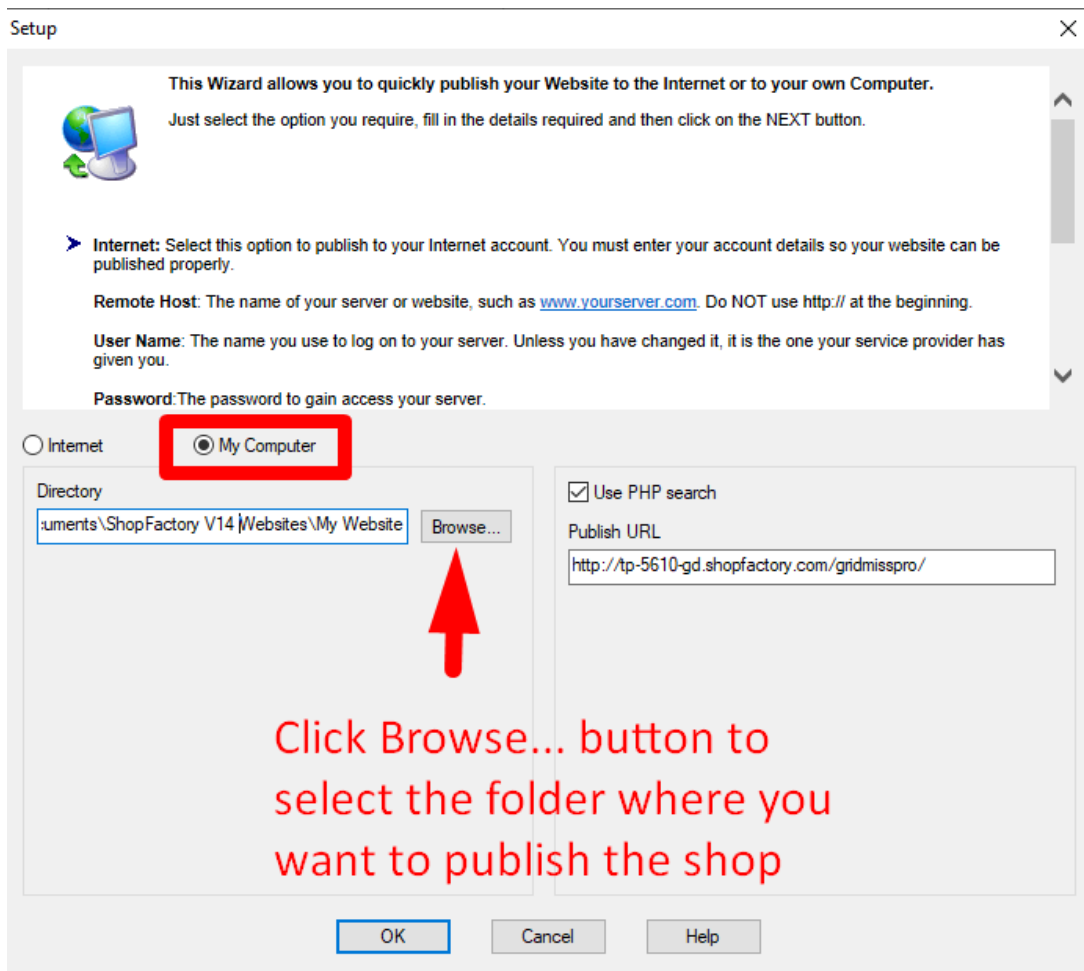 Setup
This Wizard allows you to quickly publish your Website to the Internet or to your own Computer.
Just select the option you require, fill in the details required and then click on the NEXT button.
Internet: Select this option to publish to your Internet account. You must enter your account details so your website can be
published properly.
Remote Host: The name of your server or website, such as www.yourserver.com. Do NOT use http:// at the beginning.
User Name: The name you use to log on to your server. Unless you have changed it, it is the one your service provider has
given you.
Password:The password to gain access your server.
Internet
My Computer
Directory
:uments\ShopFactory V14 Websites\My Website
Browse...
Use PHP search
Publish URL
http://tp-5610-gd.shopfactory.com/gridmisspro/
Click Browse... button to
select the folder where you
want to publish the shop
OK
Cancel
Help